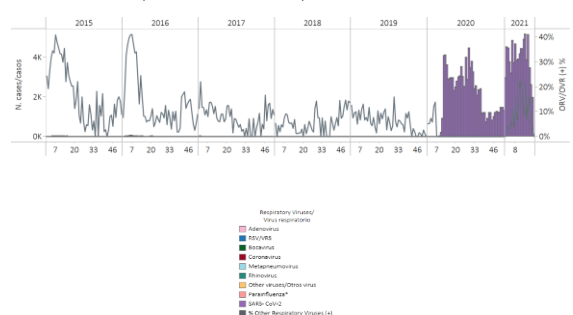 2015 2016 2017 2018 2019 2020 2021
N. cases/casos
4K
2K
0K
40%
30%
20%
10%
0%
ORV/OVR (+) %
7 20 33 46 7 20 33 46 7 20 33 46 7 20 33 46 7 20 33 46 7 20 33 46 8
Respiratory Viruses/
Virus respiratorio
Adenovirus
RSV/VRS
Bocavirus
Coronavirus
Metapneumovirus
Rhinovirus
Other viruses/Otros virus
Parainfluenza*
SARS- CoV-2
% Other Respiratory Viruses (+)